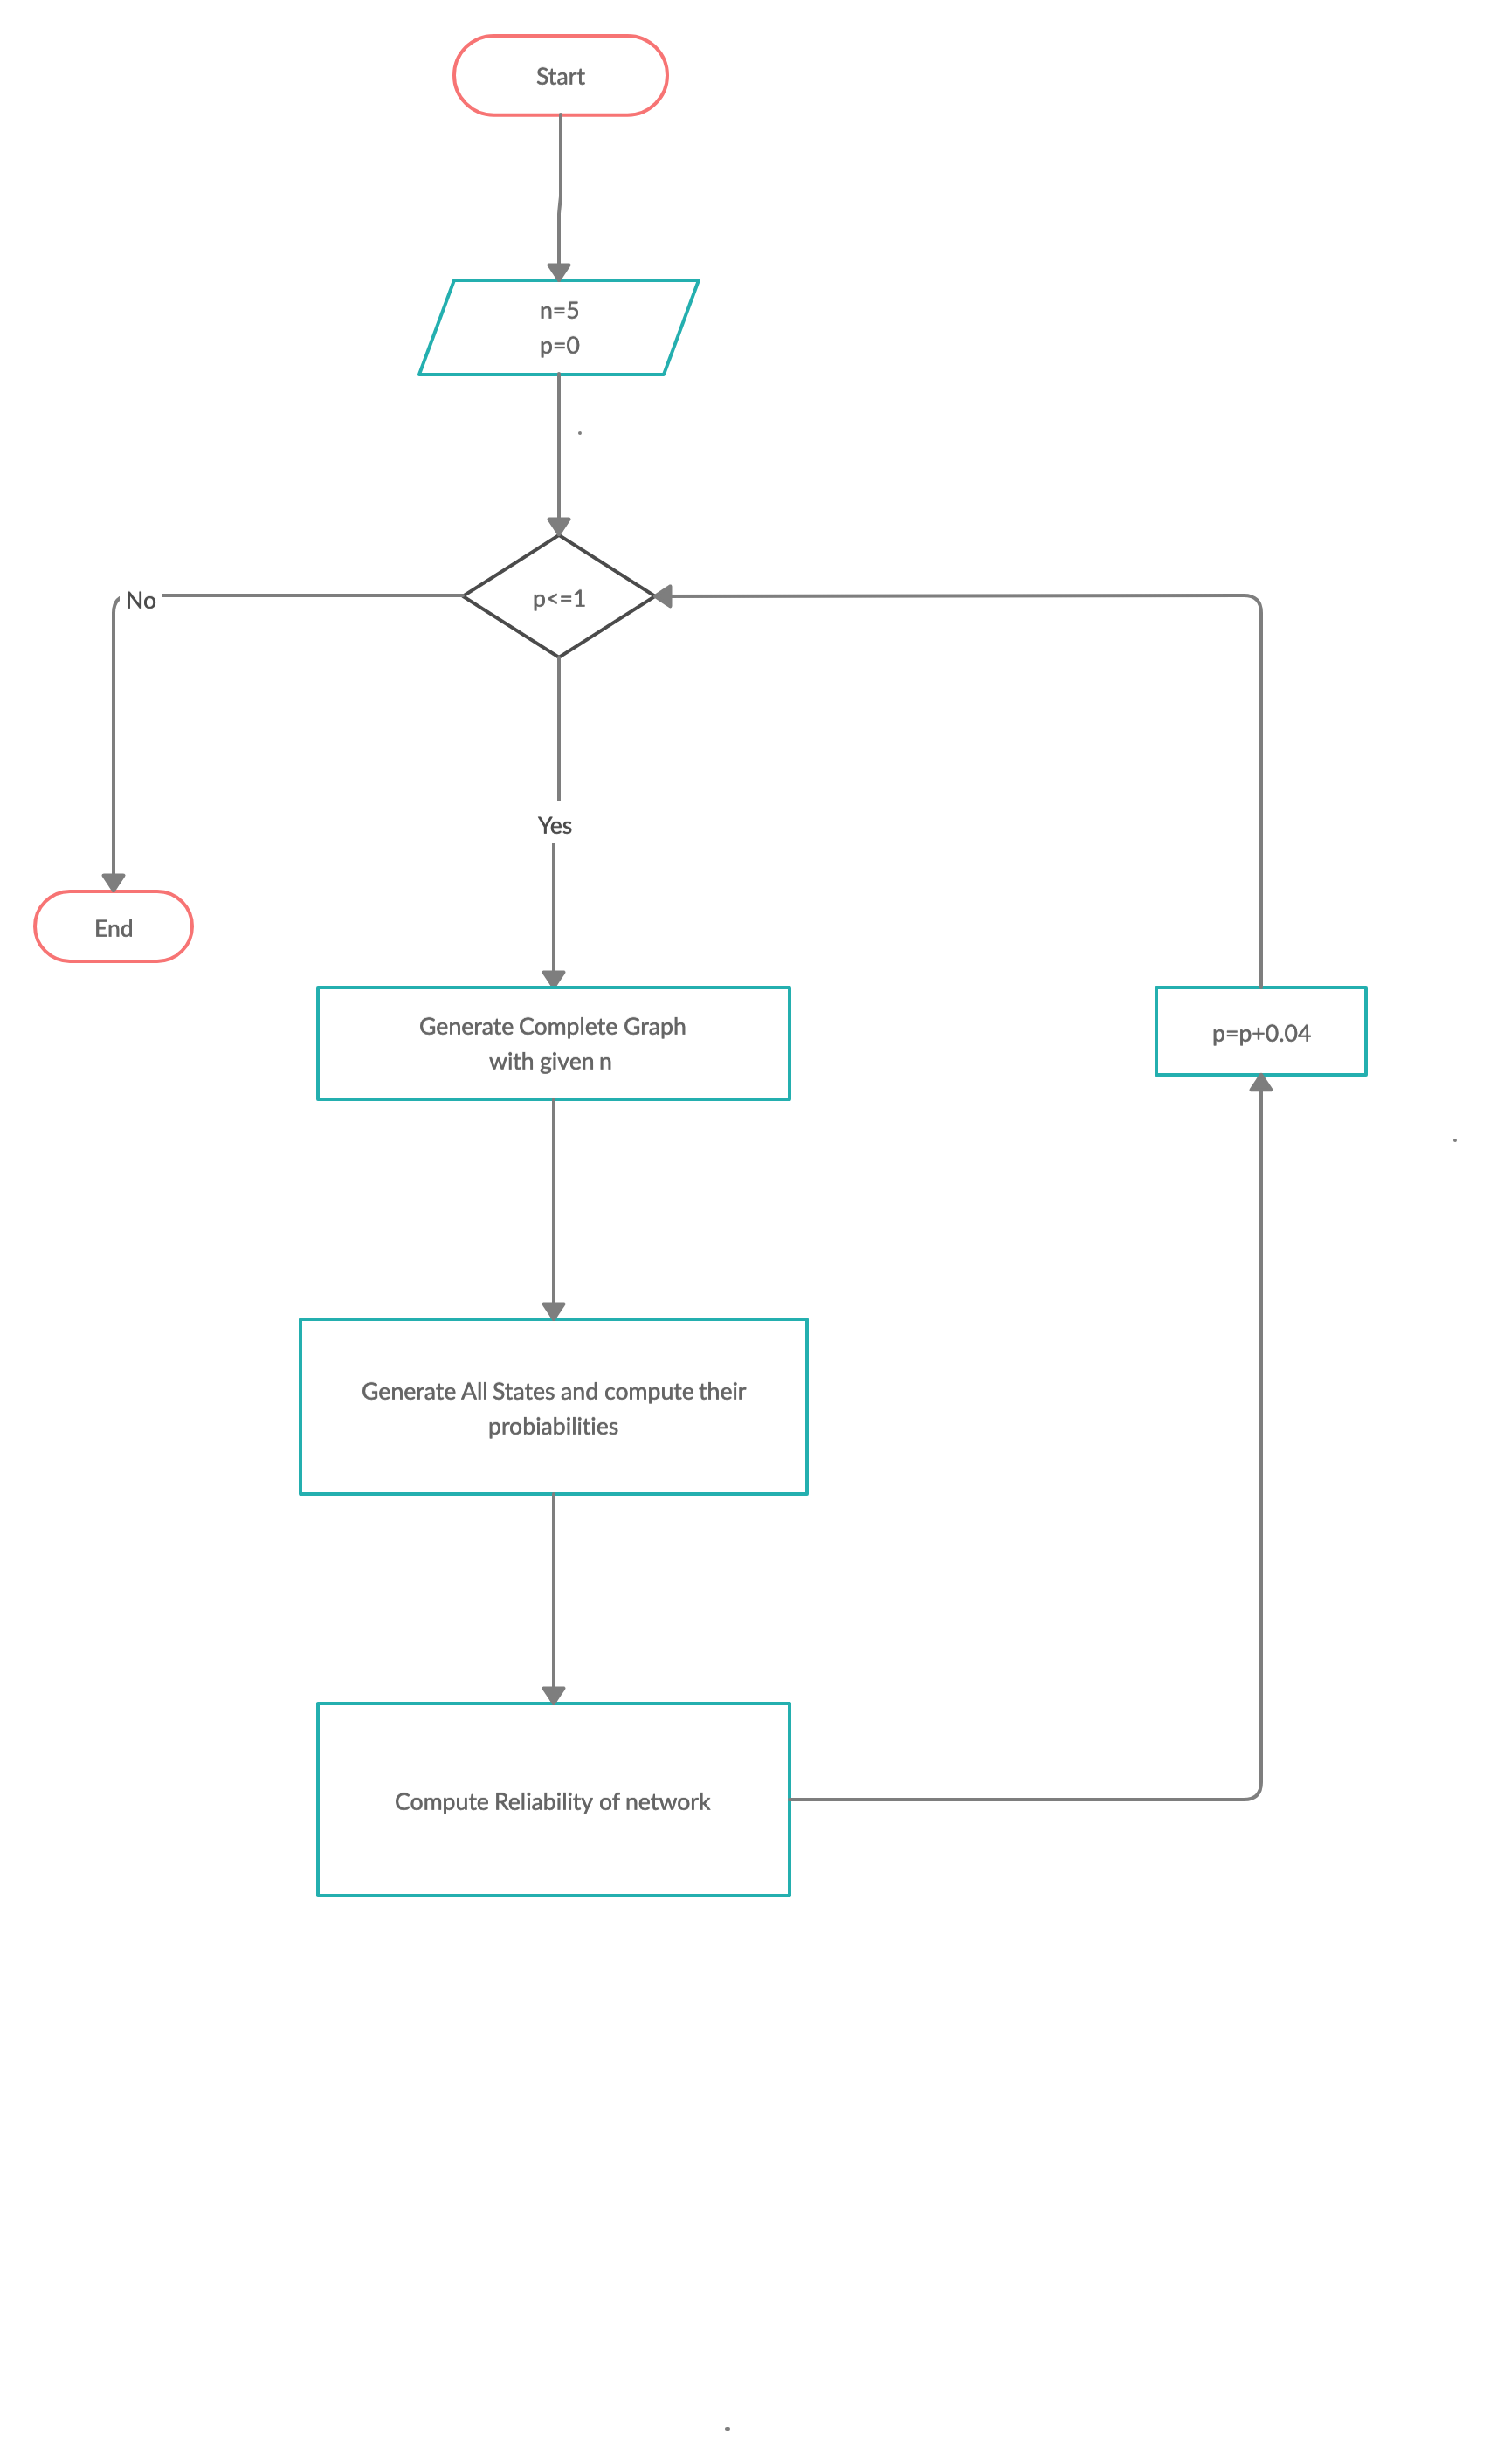 Start
n=5
p=0
p<=1
No
Yes
End
Generate Complete Graph
with given n
p=p+0.04
Generate All States and compute their
probiabilities
Compute Reliability of network